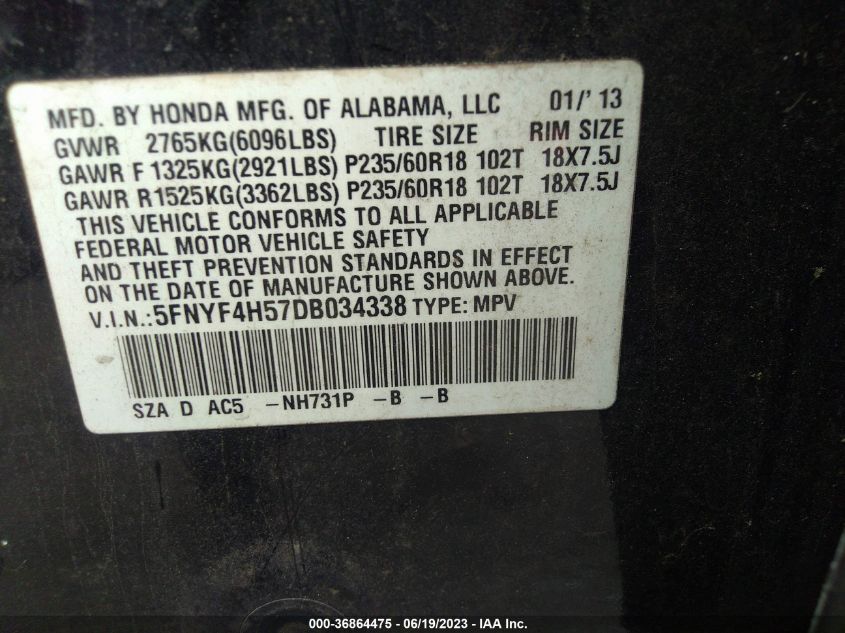 MFD. BY HONDA MFG. OF ALABAMA, LLC 01/'13
GVWR 2765KG(6096LBS) TIRE SIZE RIM SIZE
GAWR F 1325KG(2921LBS) P235/60R18 102T 18X7.5J
GAWR R1525KG(3362LBS) P235/60R18 102T 18X7.5J
THIS VEHICLE CONFORMS TO ALL APPLICABLE
FEDERAL MOTOR VEHICLE SAFETY
AND THEFT PREVENTION STANDARDS IN EFFECT
ON THE DATE OF MANUFACTURE SHOWN ABOVE.
V.I.N.:5FNYF4H57DB034338 TYPE: MPV
SZA D AC5 -NH731P -B -B
000-36864475 - 06/19/2023 - IAA Inc.